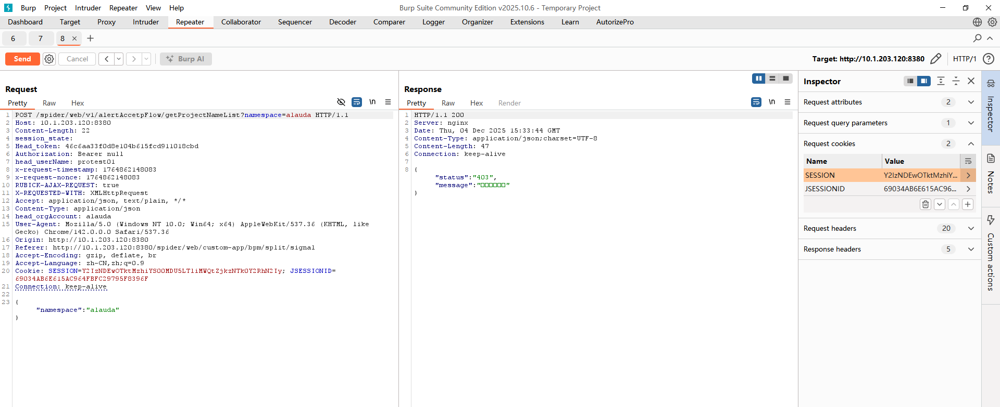 Burp Project Intruder Repeater View Help
Burp Suite Community Edition v2025.10.6 - Temporary Project
Dashboard Target Proxy Intruder Repeater Collaborator Sequencer Decoder Comparer Logger Organizer Extensions Learn AutorizePro
6 7 8
Send Cancel Burp AI
Target: http://10.1.203.120:8380 HTTP/1
Request
Pretty Raw Hex \n
1 POST /spider/web/v1/alertAccetpFlow/getProjectNameList?namespace=alauda HTTP/1.1
2 Host: 10.1.203.120:8380
3 Content-Length: 22
4 session_state:
5 Head_token: 46c6aa33f0d8e104b615fcd911018cbd
6 Authorization: Bearer null
7 head_userName: protest01
8 x-request-timestamp: 1764862148083
9 x-request-nonce: 1764862148083
10 RUBICK-AJAX-REQUEST: true
11 X-REQUESTED-WITH: XMLHttpRequest
12 Accept: application/json, text/plain, */*
13 Content-Type: application/json
14 head_orgAccount: alauda
15 User-Agent: Mozilla/5.0 (Windows NT 10.0; Win64; x64) AppleWebKit/537.36 (KHTML, like
Gecko) Chrome/142.0.0.0 Safari/537.36
16 Origin: http://10.1.203.120:8380
17 Referer: http://10.1.203.120:8380/spider/web/custom-app/bpm/split/signal
18 Accept-Encoding: gzip, deflate, br
19 Accept-Language: zh-CN,zh;q=0.9
20 Cookie: SESSION=Y2IzNDEwOTktMzhiYS00MDU5LTliMWQtZjkzNTk0Y2RhN2Iy; JSESSIONID=
69034AB6E615AC964FBFC29795F8396F
21 Connection: keep-alive
22
23 {
"namespace":"alauda"
}
Response
Pretty Raw Hex Render \n
1 HTTP/1.1 200
2 Server: nginx
3 Date: Thu, 04 Dec 2025 15:33:44 GMT
4 Content-Type: application/json;charset=UTF-8
5 Content-Length: 47
6 Connection: keep-alive
7
8 {
"status":"403",
"message":"□□□□□□"
}
Inspector
Request attributes 2
Request query parameters 1
Request cookies 2
Name Value
SESSION Y2IzNDEwOTktMzhiY...
JSESSIONID 69034AB6E615AC96...
Request headers 20
Response headers 5
Inspector
Notes
Custom actions